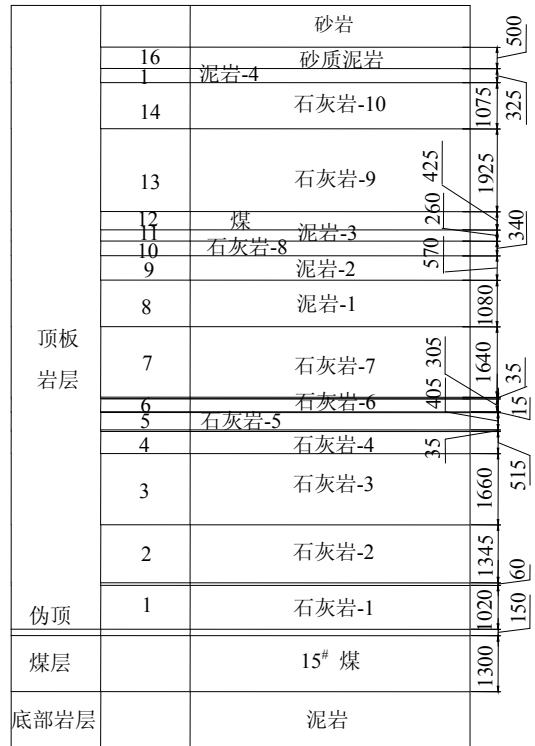 砂岩
16 砂质泥岩 500
1 泥岩-4 325
14 石灰岩-10 1075
13 石灰岩-9 1925
12 煤 425
11 泥岩-3 260
10 石灰岩-8 340
9 泥岩-2 570
8 泥岩-1 1080
顶板
岩层
7 石灰岩-7 1640
35
6 石灰岩-6 305
15
5 石灰岩-5 405
35
4 石灰岩-4 515
3 石灰岩-3 1660
2 石灰岩-2 1345
60
1 石灰岩-1 1020
伪顶 150
煤层 15# 煤 1300
底部岩层 泥岩